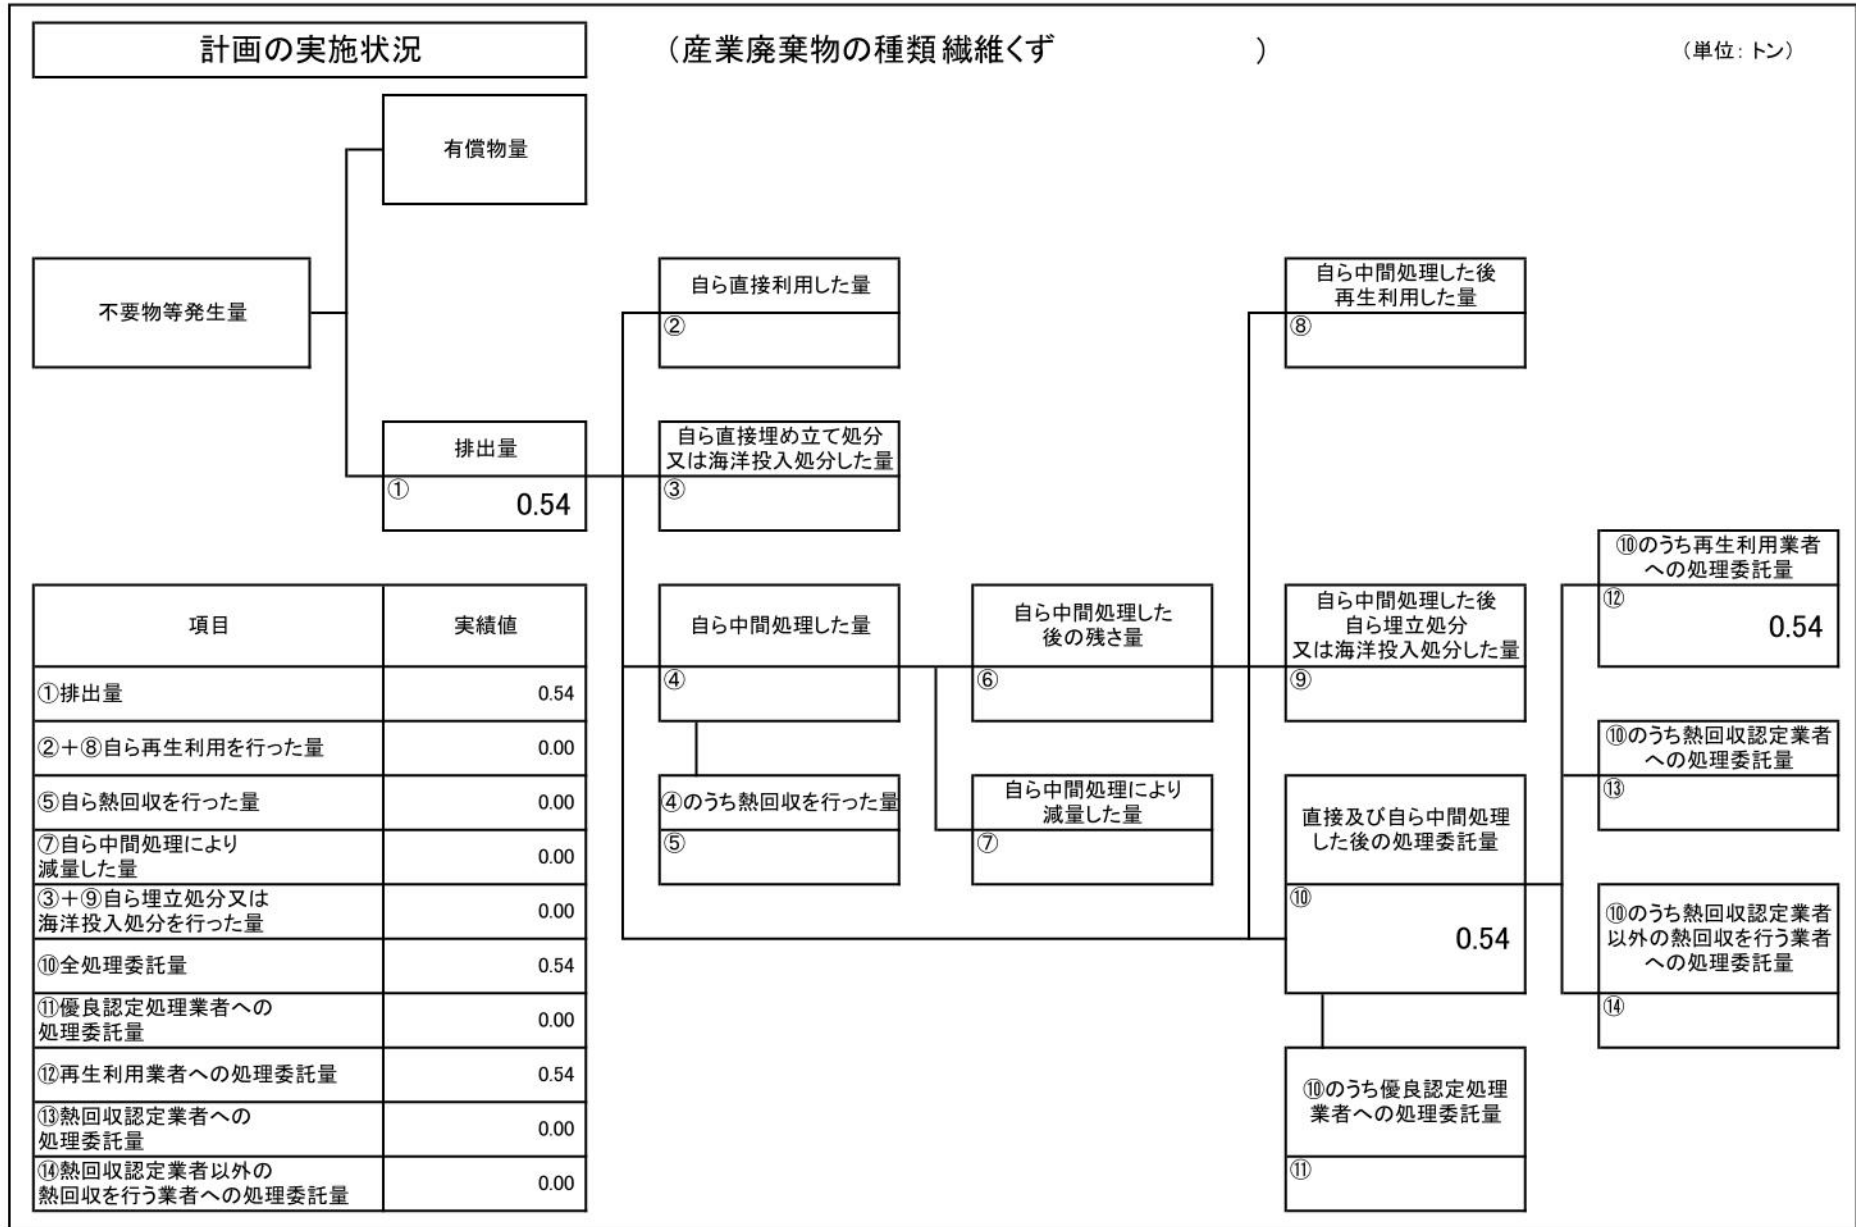 計画の実施状況
（産業廃棄物の種類 繊維くず　　　　　　　　）
（単位：トン）
有償物量
不要物等発生量
自ら直接利用した量
②
自ら中間処理した後
再生利用した量
⑧
排出量
①
0.54
自ら直接埋め立て処分
又は海洋投入処分した量
③
⑩のうち再生利用業者
への処理委託量
⑫
0.54
自ら中間処理した量
④
自ら中間処理した
後の残さ量
⑥
自ら中間処理した後
自ら埋立処分
又は海洋投入処分した量
⑨
⑩のうち熱回収認定業者
への処理委託量
⑬
④のうち熱回収を行った量
⑤
自ら中間処理により
減量した量
⑦
直接及び自ら中間処理
した後の処理委託量
⑩
0.54
⑩のうち熱回収認定業者
以外の熱回収を行う業者
への処理委託量
⑭
⑩のうち優良認定処理
業者への処理委託量
⑪
項目 実績値
①排出量 0.54
②＋⑧自ら再生利用を行った量 0.00
⑤自ら熱回収を行った量 0.00
⑦自ら中間処理により
減量した量 0.00
③＋⑨自ら埋立処分又は
海洋投入処分を行った量 0.00
⑩全処理委託量 0.54
⑪優良認定処理業者への
処理委託量 0.00
⑫再生利用業者への処理委託量 0.54
⑬熱回収認定業者への
処理委託量 0.00
⑭熱回収認定業者以外の
熱回収を行う業者への処理委託量 0.00